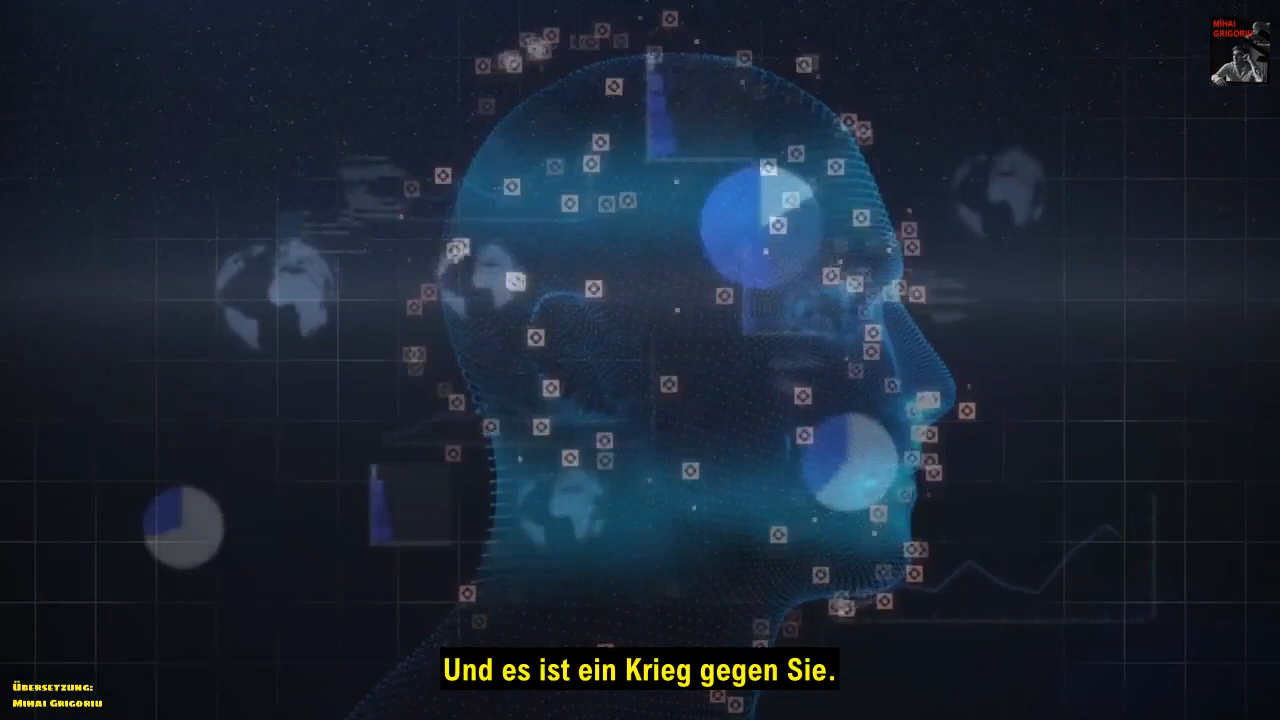 MIHAI
GRIGORIU
Und es ist ein Krieg gegen Sie.
Übersetzung:
Mihai Grigoriu